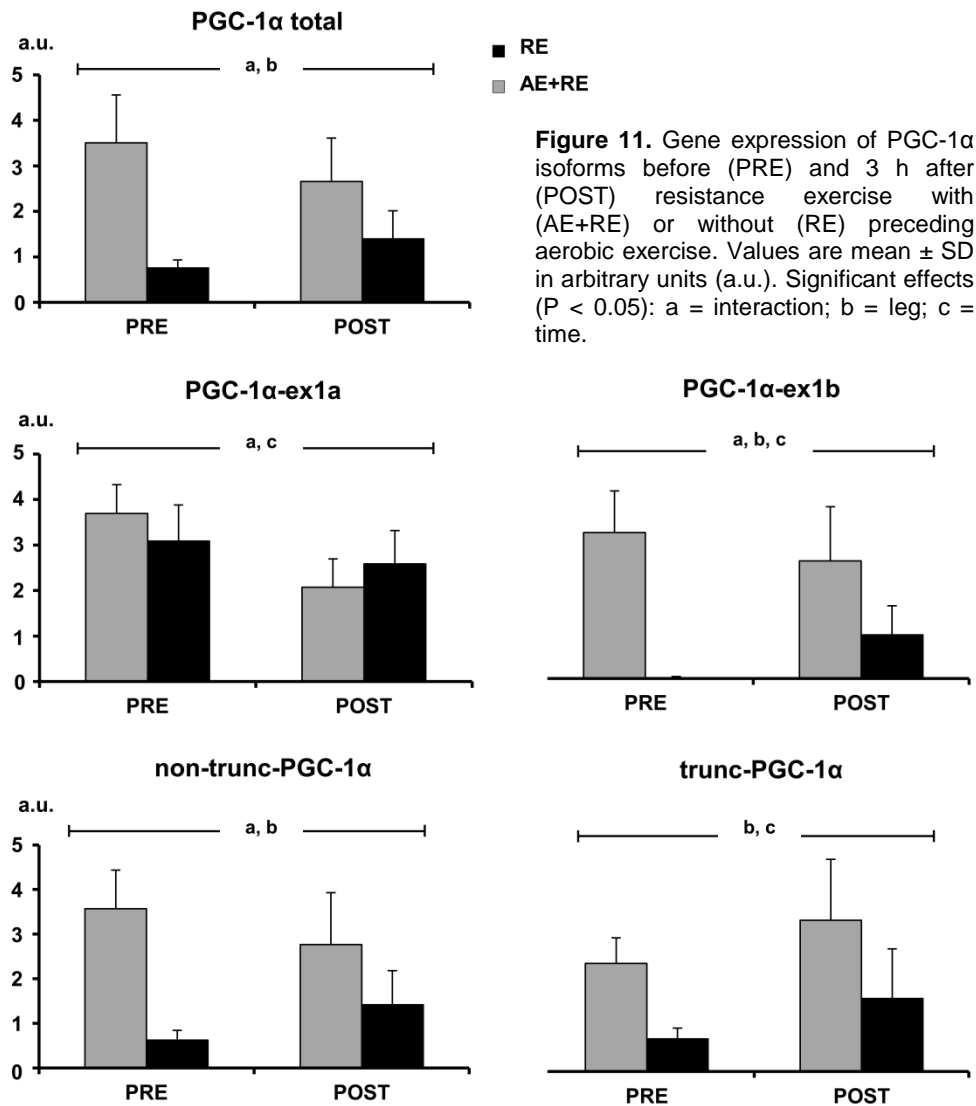 PGC-1α total
a.u.
a, b
5
4
3
2
1
0
PRE
POST
RE
AE+RE
Figure 11. Gene expression of PGC-1α
isoforms before (PRE) and 3 h after
(POST) resistance exercise with
(AE+RE) or without (RE) preceding
aerobic exercise. Values are mean ± SD
in arbitrary units (a.u.). Significant effects
(P < 0.05): a = interaction; b = leg; c =
time.
PGC-1α-ex1a
a.u.
a, c
5
4
3
2
1
0
PRE
POST
PGC-1α-ex1b
a, b, c
PRE
POST
non-trunc-PGC-1α
a.u.
a, b
5
4
3
2
1
0
PRE
POST
trunc-PGC-1α
b, c
PRE
POST